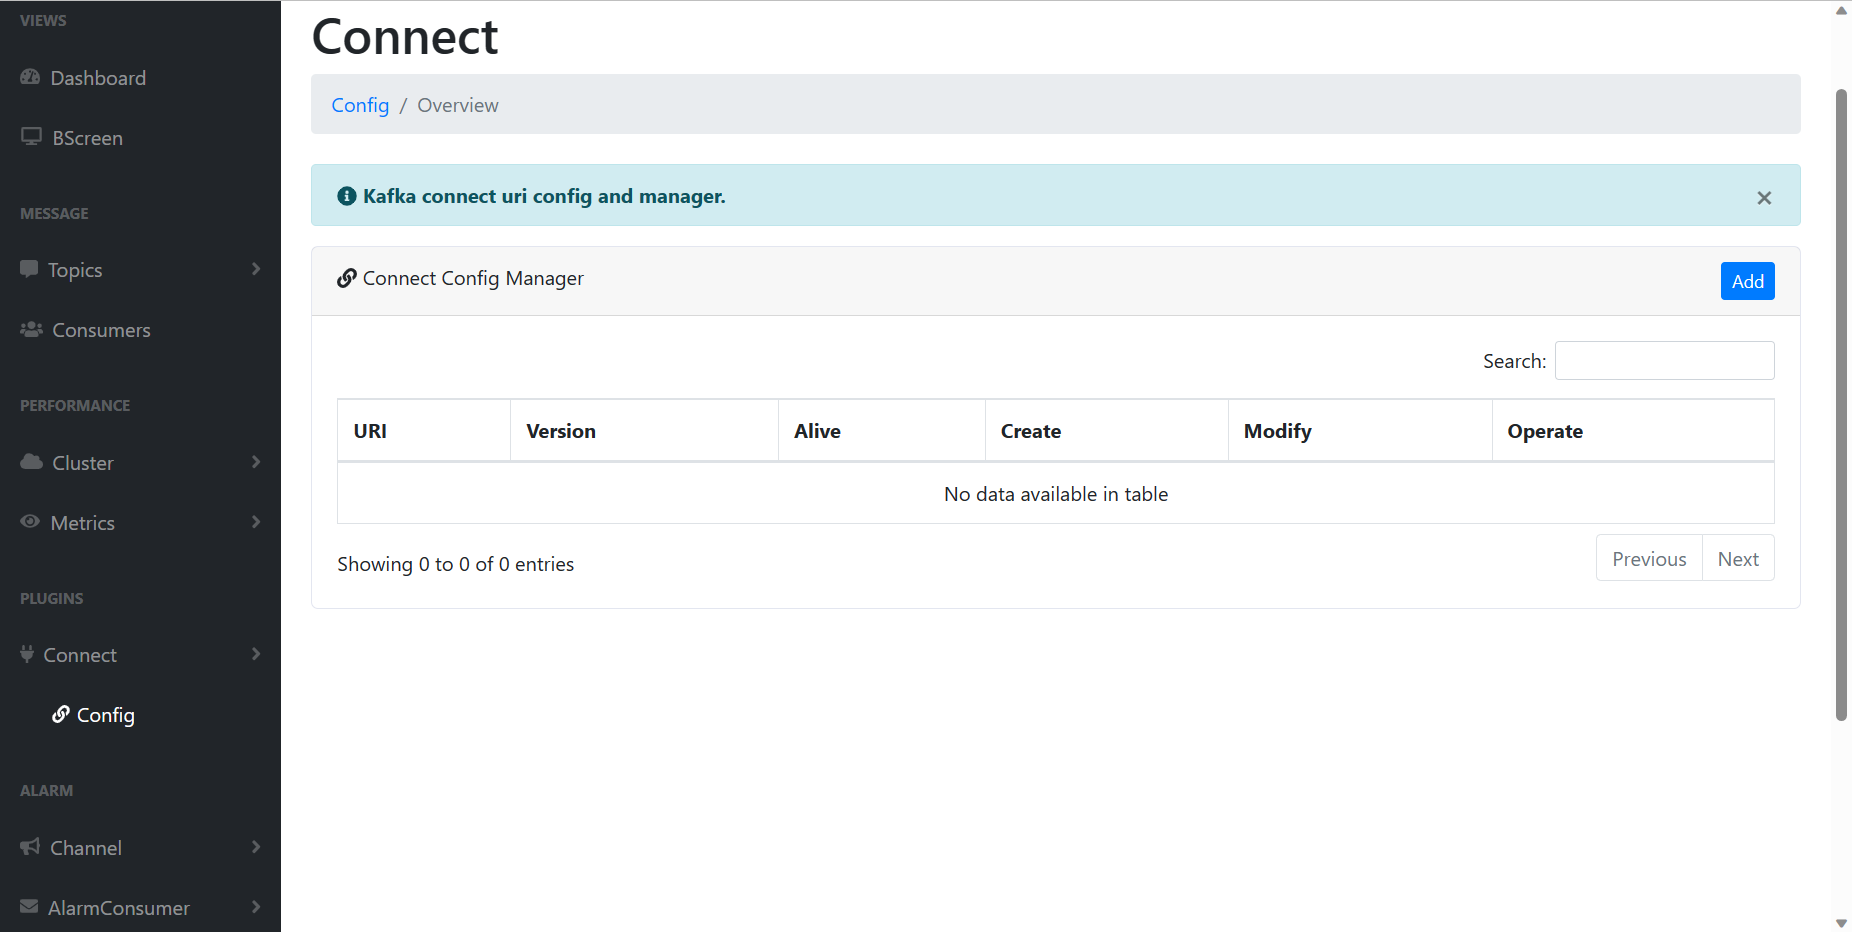 VIEWS
Dashboard
BScreen
MESSAGE
Topics
Consumers
PERFORMANCE
Cluster
Metrics
PLUGINS
Connect
Config
ALARM
Channel
AlarmConsumer
Connect
Config / Overview
Kafka connect uri config and manager.
×
Connect Config Manager
Add
Search:
URI Version Alive Create Modify Operate
No data available in table
Showing 0 to 0 of 0 entries
Previous Next